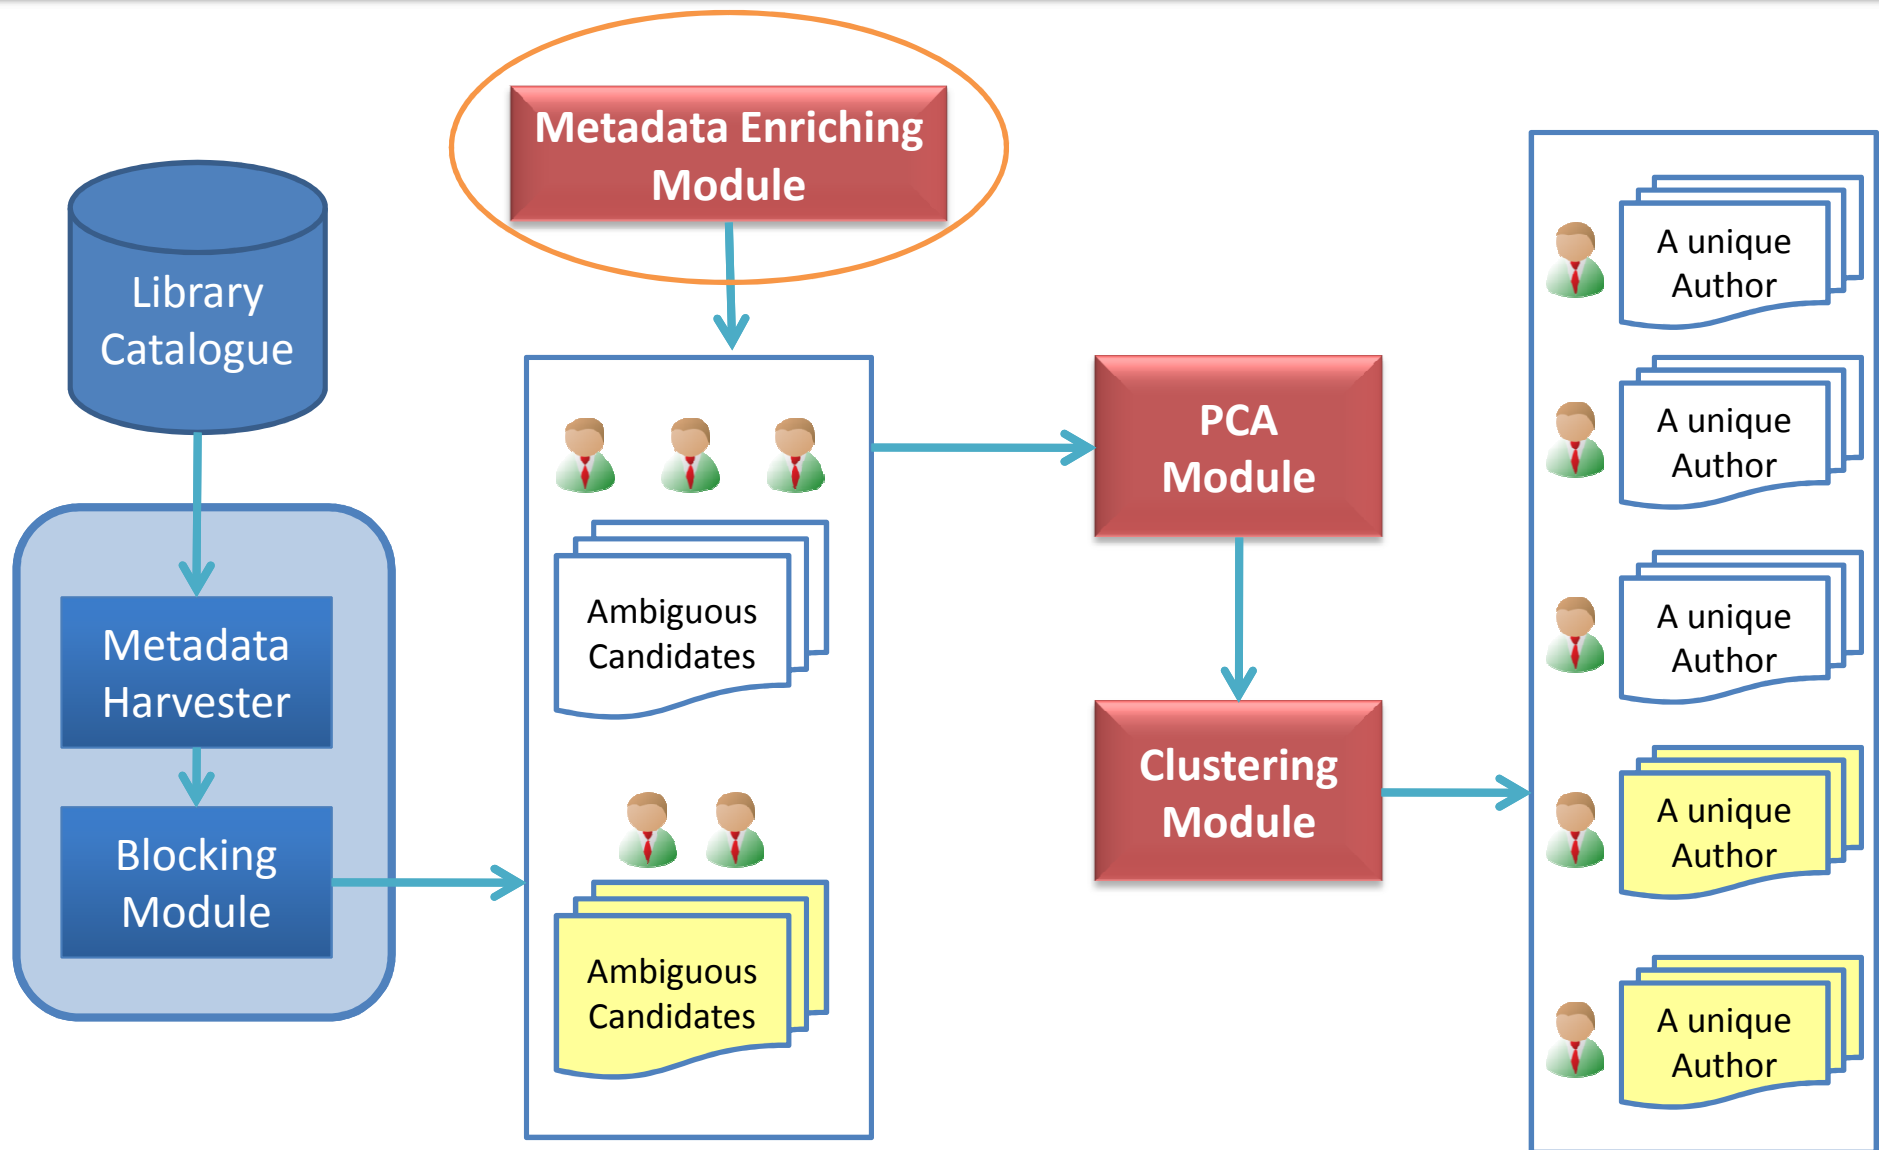 Metadata Enriching
Module
Library
Catalogue
Metadata
Harvester
Blocking
Module
Ambiguous
Candidates
Ambiguous
Candidates
PCA
Module
Clustering
Module
A unique
Author
A unique
Author
A unique
Author
A unique
Author
A unique
Author